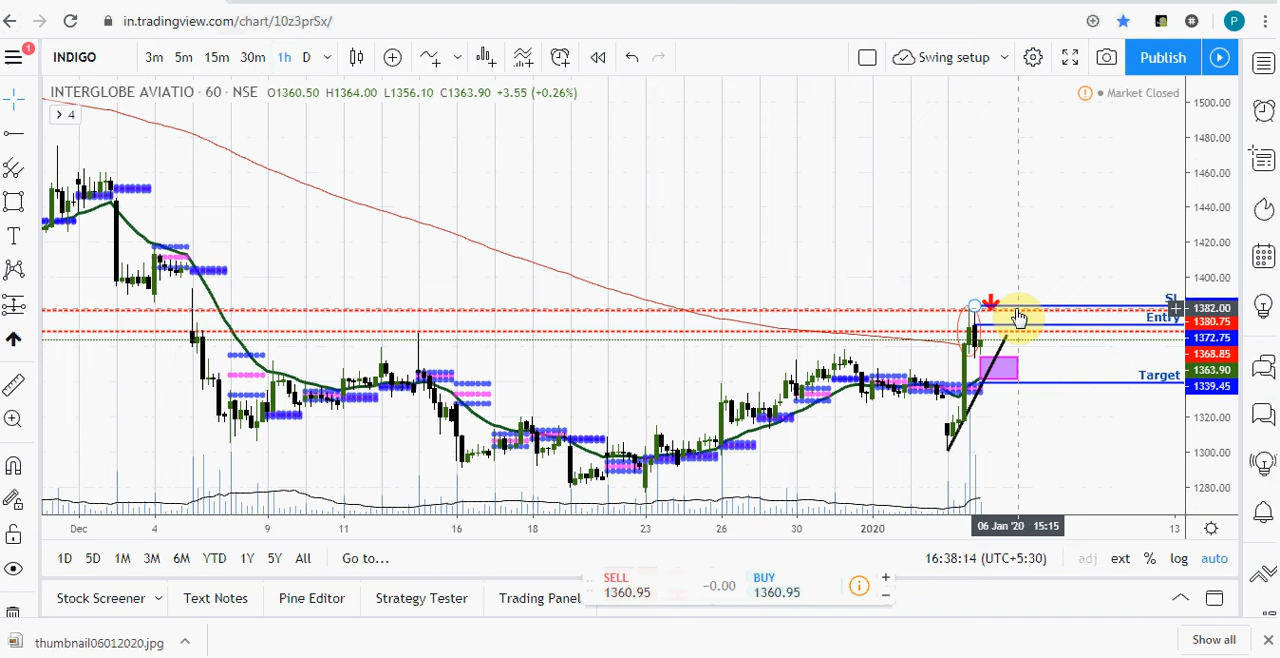 in.tradingview.com/chart/10z3prSx/
P
1
INDIGO
3m 5m 15m 30m 1h D
Swing setup
Publish
INTERGLOBE AVIATIO · 60 · NSE O1360.50 H1364.00 L1356.10 C1363.90 +3.55 (+0.26%)
Market Closed
4
1500.00
1480.00
1460.00
1440.00
1420.00
1400.00
SL
1382.00
Entry
1380.75
1372.75
1368.85
1363.90
Target
1339.45
1320.00
1300.00
1280.00
Dec 4 9 11 16 18 23 26 30 2020 06 Jan '20 15:15 13
1D 5D 1M 3M 6M YTD 1Y 5Y All Go to...
16:38:14 (UTC+5:30) adj ext % log auto
SELL
1360.95
−0.00
BUY
1360.95
Stock Screener Text Notes Pine Editor Strategy Tester Trading Panel
thumbnail06012020.jpg
Show all